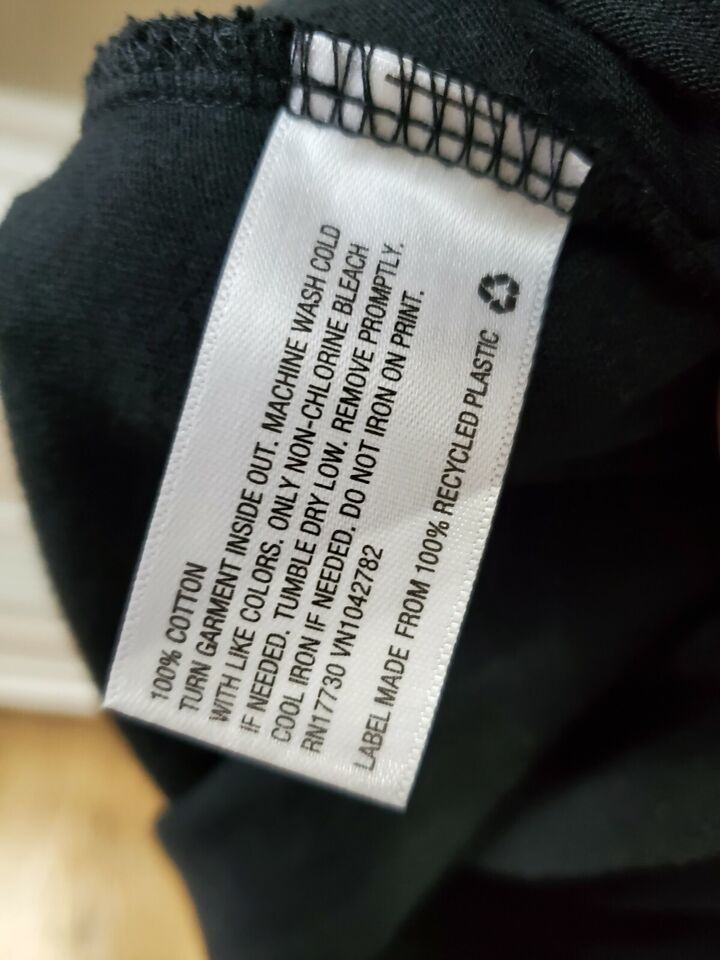 100% COTTON
TURN GARMENT INSIDE OUT. MACHINE WASH COLD
WITH LIKE COLORS. ONLY NON-CHLORINE BLEACH
IF NEEDED. TUMBLE DRY LOW. REMOVE PROMPTLY.
COOL IRON IF NEEDED. DO NOT IRON ON PRINT.
RN17730 VN1042782
LABEL MADE FROM 100% RECYCLED PLASTIC